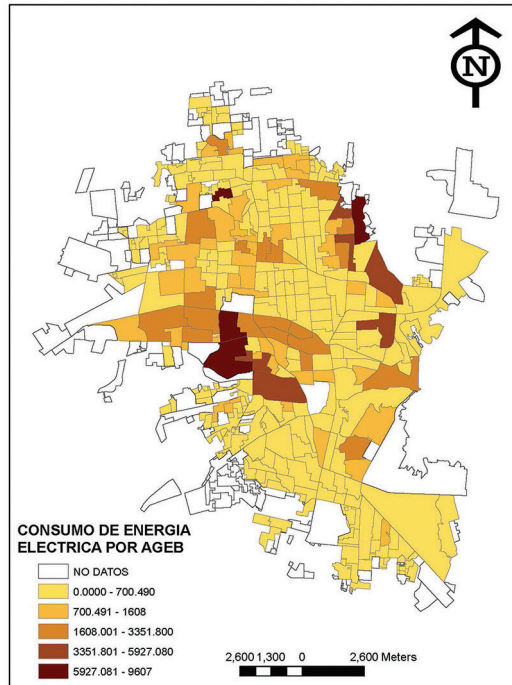 N
CONSUMO DE ENERGIA
ELECTRICA POR AGEB
NO DATOS
0.0000 - 700.490
700.491 - 1608
1608.001 - 3351.800
3351.801 - 5927.080
5927.081 - 9607
2,600 1,300 0 2,600 Meters